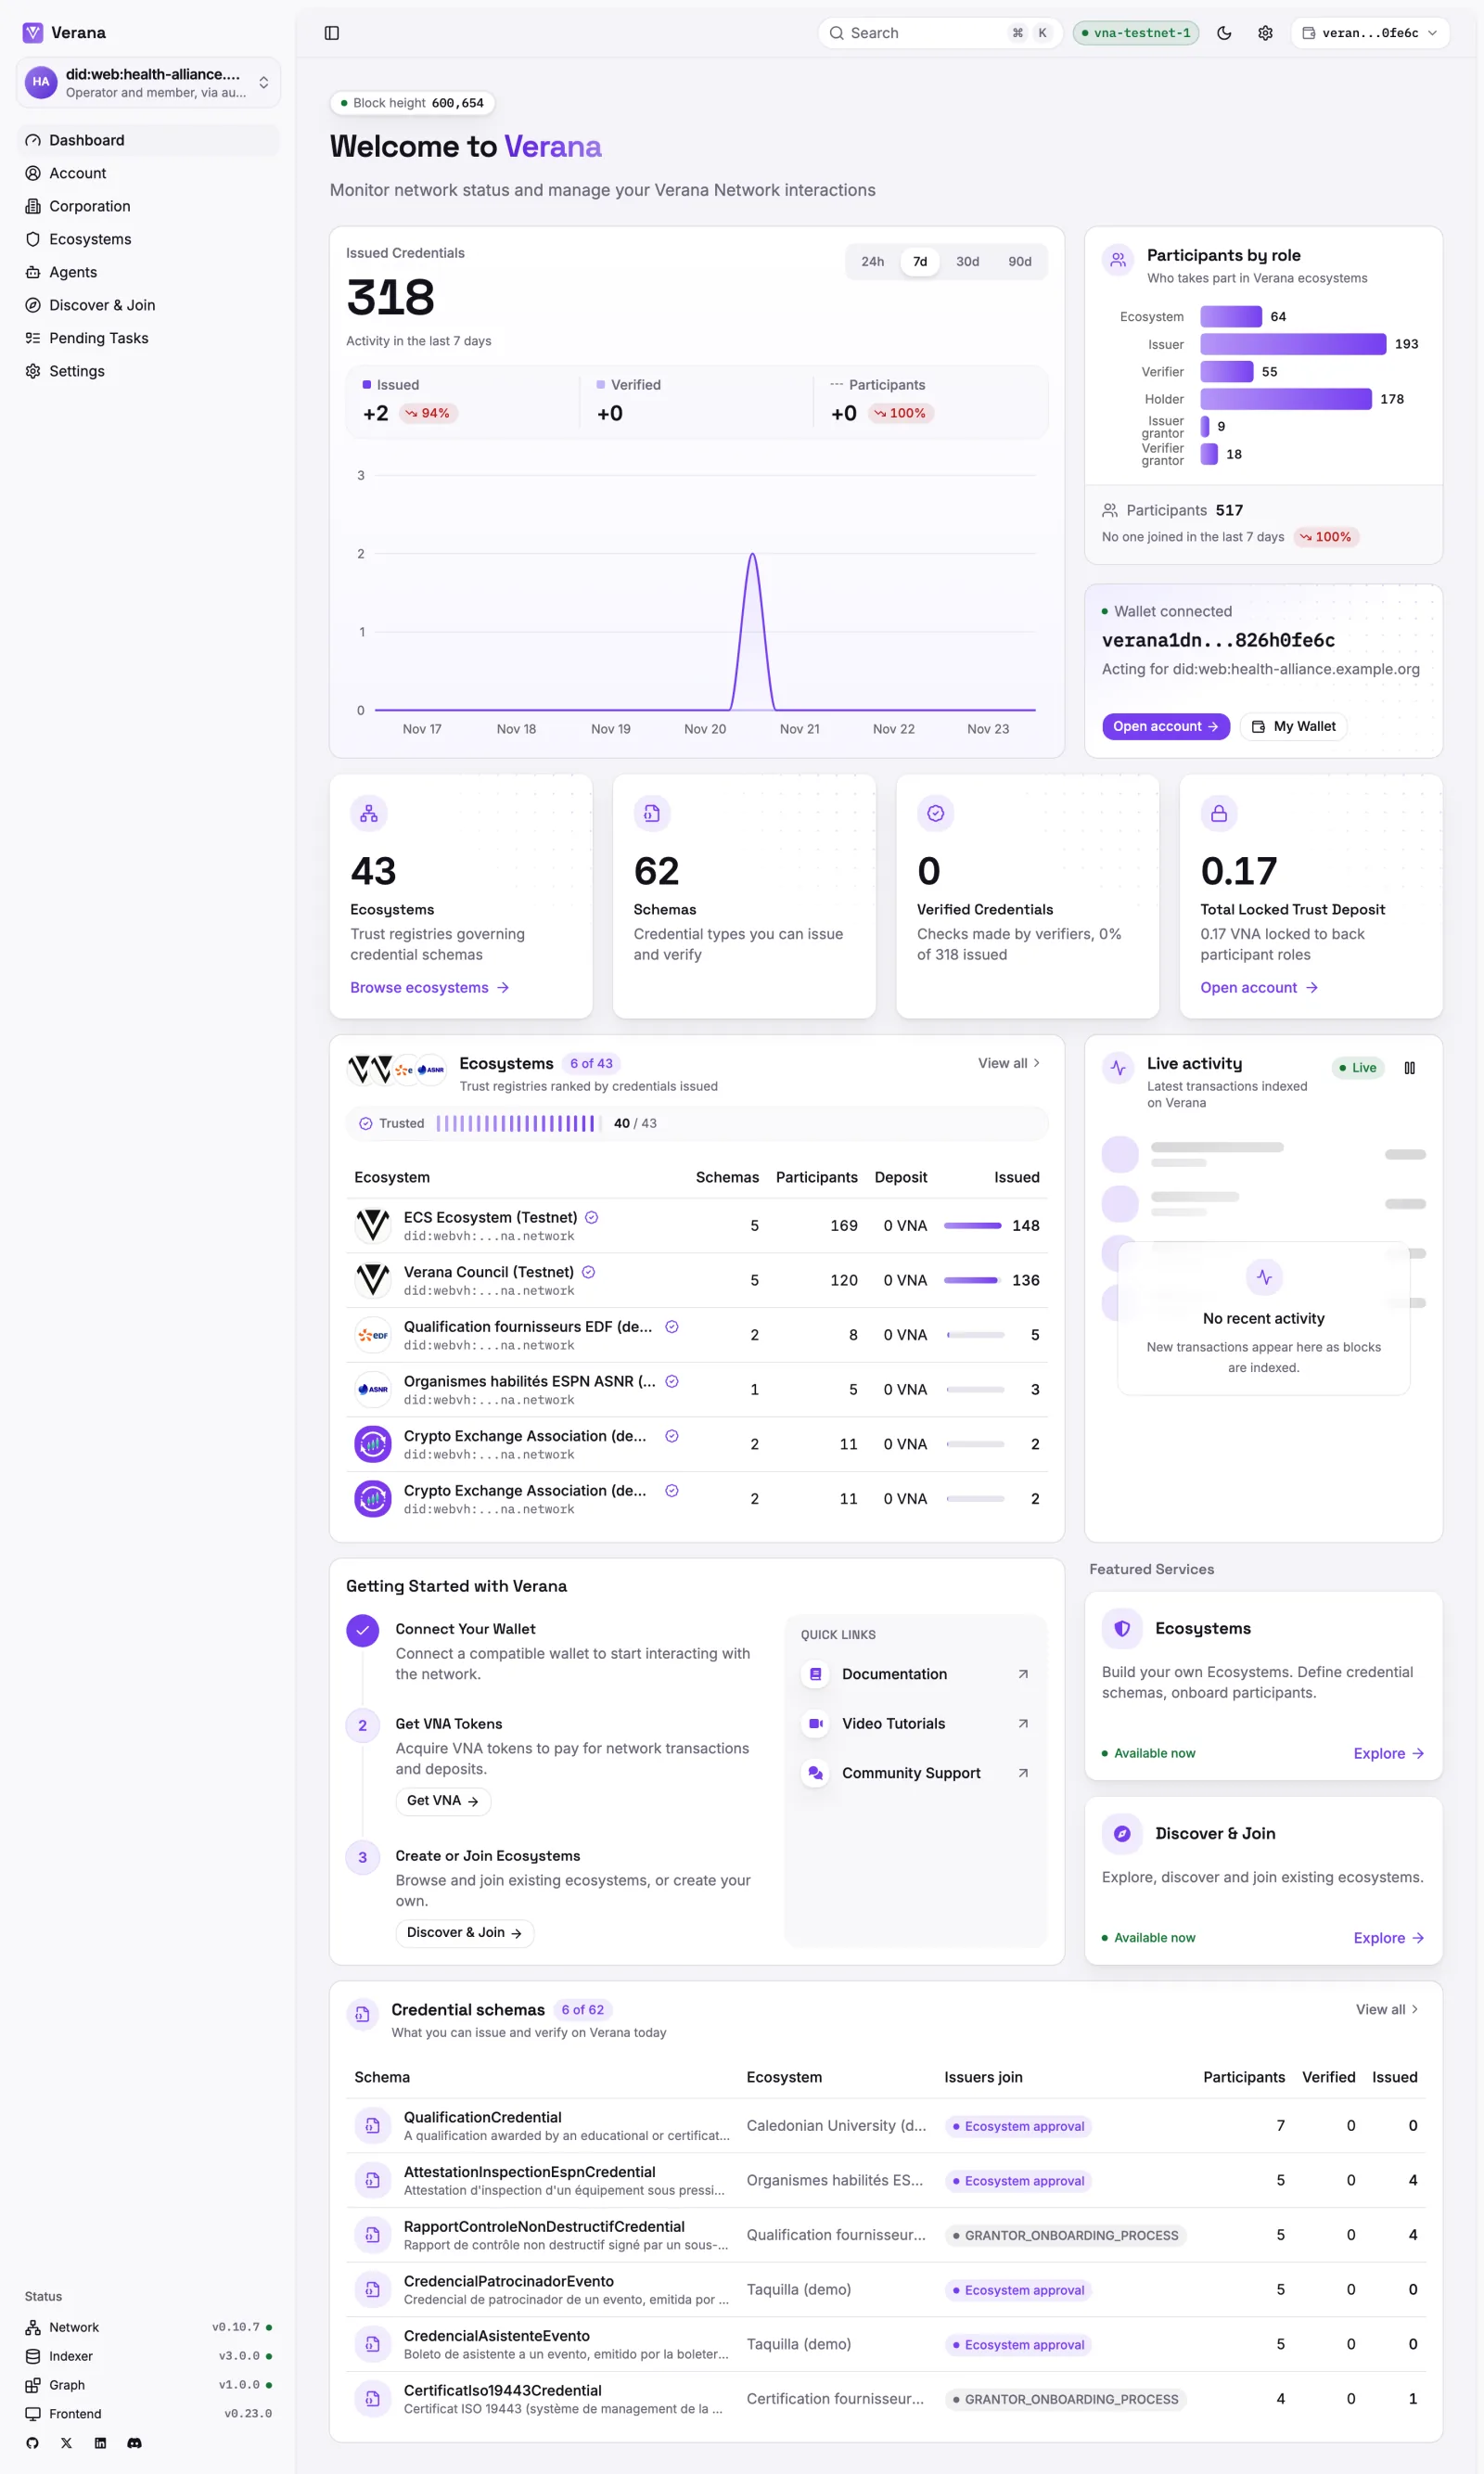 Verana
Search
⌘ K
vna-testnet-1
veran...0fe6c
HA
did:web:health-alliance....
Operator and member, via au...
Dashboard
Account
Corporation
Ecosystems
Agents
Discover & Join
Pending Tasks
Settings
Block height 600,654
Welcome to Verana
Monitor network status and manage your Verana Network interactions
Issued Credentials
318
Activity in the last 7 days
24h 7d 30d 90d
Issued
+2 94%
Verified
+0
Participants
+0 100%
3
2
1
0
Nov 17 Nov 18 Nov 19 Nov 20 Nov 21 Nov 22 Nov 23
Participants by role
Who takes part in Verana ecosystems
Ecosystem 64
Issuer 193
Verifier 55
Holder 178
Issuer grantor 9
Verifier grantor 18
Participants 517
No one joined in the last 7 days 100%
Wallet connected
verana1dn...826h0fe6c
Acting for did:web:health-alliance.example.org
Open account
My Wallet
43
Ecosystems
Trust registries governing
credential schemas
Browse ecosystems
62
Schemas
Credential types you can issue
and verify
0
Verified Credentials
Checks made by verifiers, 0%
of 318 issued
0.17
Total Locked Trust Deposit
0.17 VNA locked to back
participant roles
Open account
e
ASNR
Ecosystems 6 of 43
Trust registries ranked by credentials issued
View all
Trusted 40 / 43
Ecosystem Schemas Participants Deposit Issued
ECS Ecosystem (Testnet)
did:webvh:...na.network
5 169 0 VNA 148
Verana Council (Testnet)
did:webvh:...na.network
5 120 0 VNA 136
eDF
Qualification fournisseurs EDF (de...
did:webvh:...na.network
2 8 0 VNA 5
ASNR
Organismes habilités ESPN ASNR (...
did:webvh:...na.network
1 5 0 VNA 3
Crypto Exchange Association (de...
did:webvh:...na.network
2 11 0 VNA 2
Crypto Exchange Association (de...
did:webvh:...na.network
2 11 0 VNA 2
Live activity
Latest transactions indexed
on Verana
Live
No recent activity
New transactions appear here as blocks
are indexed.
Getting Started with Verana
Connect Your Wallet
Connect a compatible wallet to start interacting with
the network.
2
Get VNA Tokens
Acquire VNA tokens to pay for network transactions
and deposits.
Get VNA
3
Create or Join Ecosystems
Browse and join existing ecosystems, or create your
own.
Discover & Join
QUICK LINKS
Documentation
Video Tutorials
Community Support
Featured Services
Ecosystems
Build your own Ecosystems. Define credential
schemas, onboard participants.
Available now
Explore
Discover & Join
Explore, discover and join existing ecosystems.
Available now
Explore
Credential schemas 6 of 62
What you can issue and verify on Verana today
View all
Schema Ecosystem Issuers join Participants Verified Issued
QualificationCredential
A qualification awarded by an educational or certificat...
Caledonian University (d... Ecosystem approval 7 0 0
AttestationInspectionEspnCredential
Attestation d'inspection d'un équipement sous pressi...
Organismes habilités ES... Ecosystem approval 5 0 4
RapportControleNonDestructifCredential
Rapport de contrôle non destructif signé par un sous-...
Qualification fournisseur... GRANTOR_ONBOARDING_PROCESS 5 0 4
CredencialPatrocinadorEvento
Credencial de patrocinador de un evento, emitida por ...
Taquilla (demo) Ecosystem approval 5 0 0
CredencialAsistenteEvento
Boleto de asistente a un evento, emitido por la boleter...
Taquilla (demo) Ecosystem approval 5 0 0
CertificatIso19443Credential
Certificat ISO 19443 (système de management de la ...
Certification fournisseur... GRANTOR_ONBOARDING_PROCESS 4 0 1
Status
Network v0.10.7
Indexer v3.0.0
Graph v1.0.0
Frontend v0.23.0